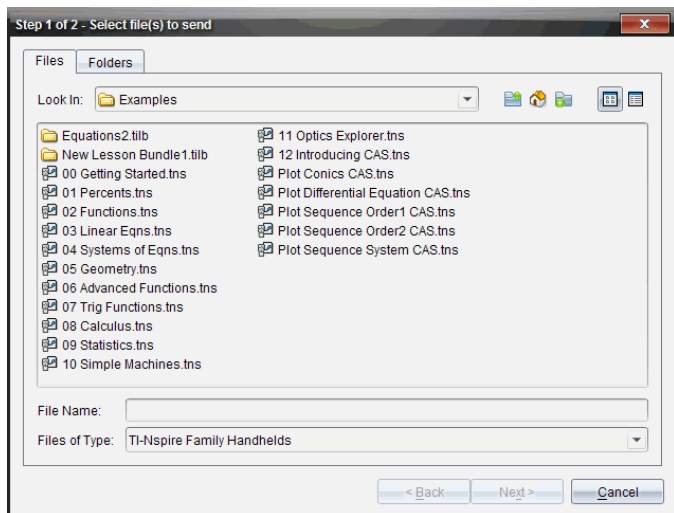 Step 1 of 2 - Select file(s) to send
Files Folders
Look In: Examples
Equations2.tilb
New Lesson Bundle1.tilb
00 Getting Started.tns
01 Percents.tns
02 Functions.tns
03 Linear Eqns.tns
04 Systems of Eqns.tns
05 Geometry.tns
06 Advanced Functions.tns
07 Trig Functions.tns
08 Calculus.tns
09 Statistics.tns
10 Simple Machines.tns
11 Optics Explorer.tns
12 Introducing CAS.tns
Plot Conics CAS.tns
Plot Differential Equation CAS.tns
Plot Sequence Order1 CAS.tns
Plot Sequence Order2 CAS.tns
Plot Sequence System CAS.tns
File Name:
Files of Type: TI-Nspire Family Handhelds
< Back Next > Cancel